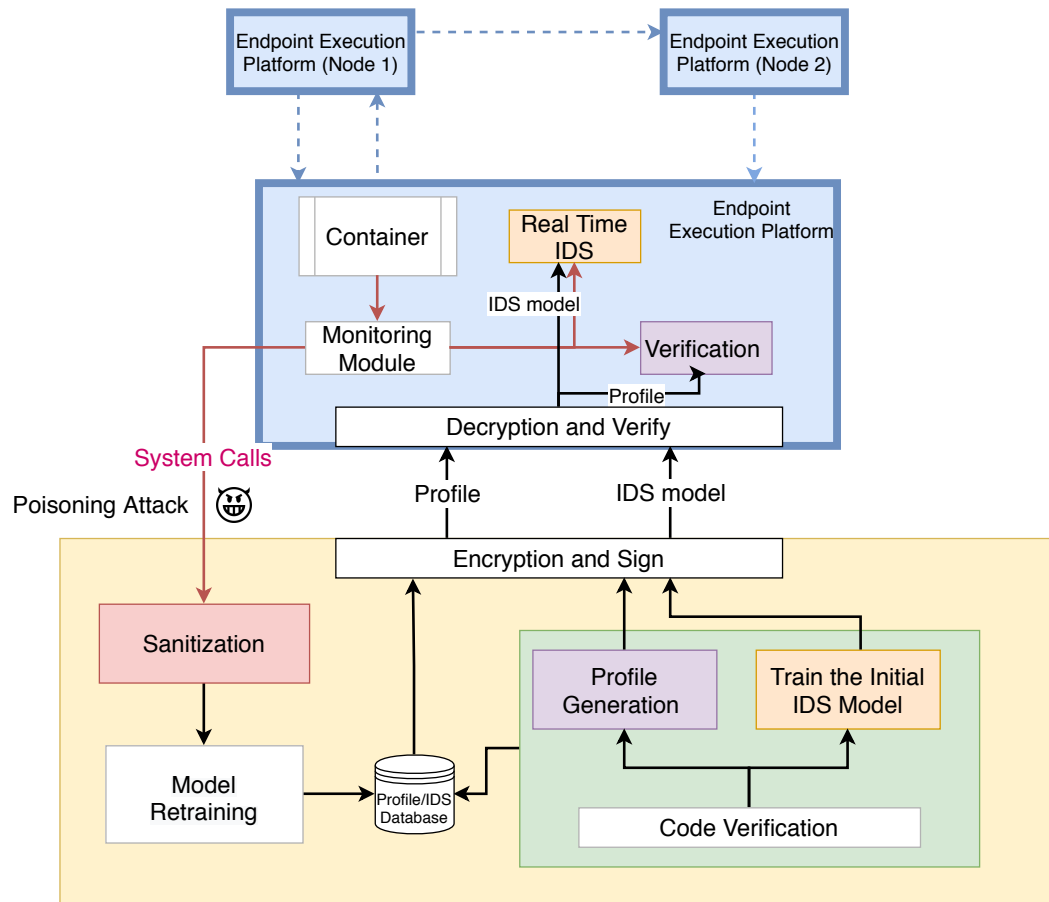 Endpoint Execution
Platform (Node 1)
Endpoint Execution
Platform (Node 2)
Container
Real Time
IDS
Endpoint
Execution Platform
IDS model
Monitoring
Module
Verification
Profile
Decryption and Verify
System Calls
Poisoning Attack
Profile
IDS model
Encryption and Sign
Sanitization
Profile
Generation
Train the Initial
IDS Model
Model
Retraining
Profile/IDS
Database
Code Verification